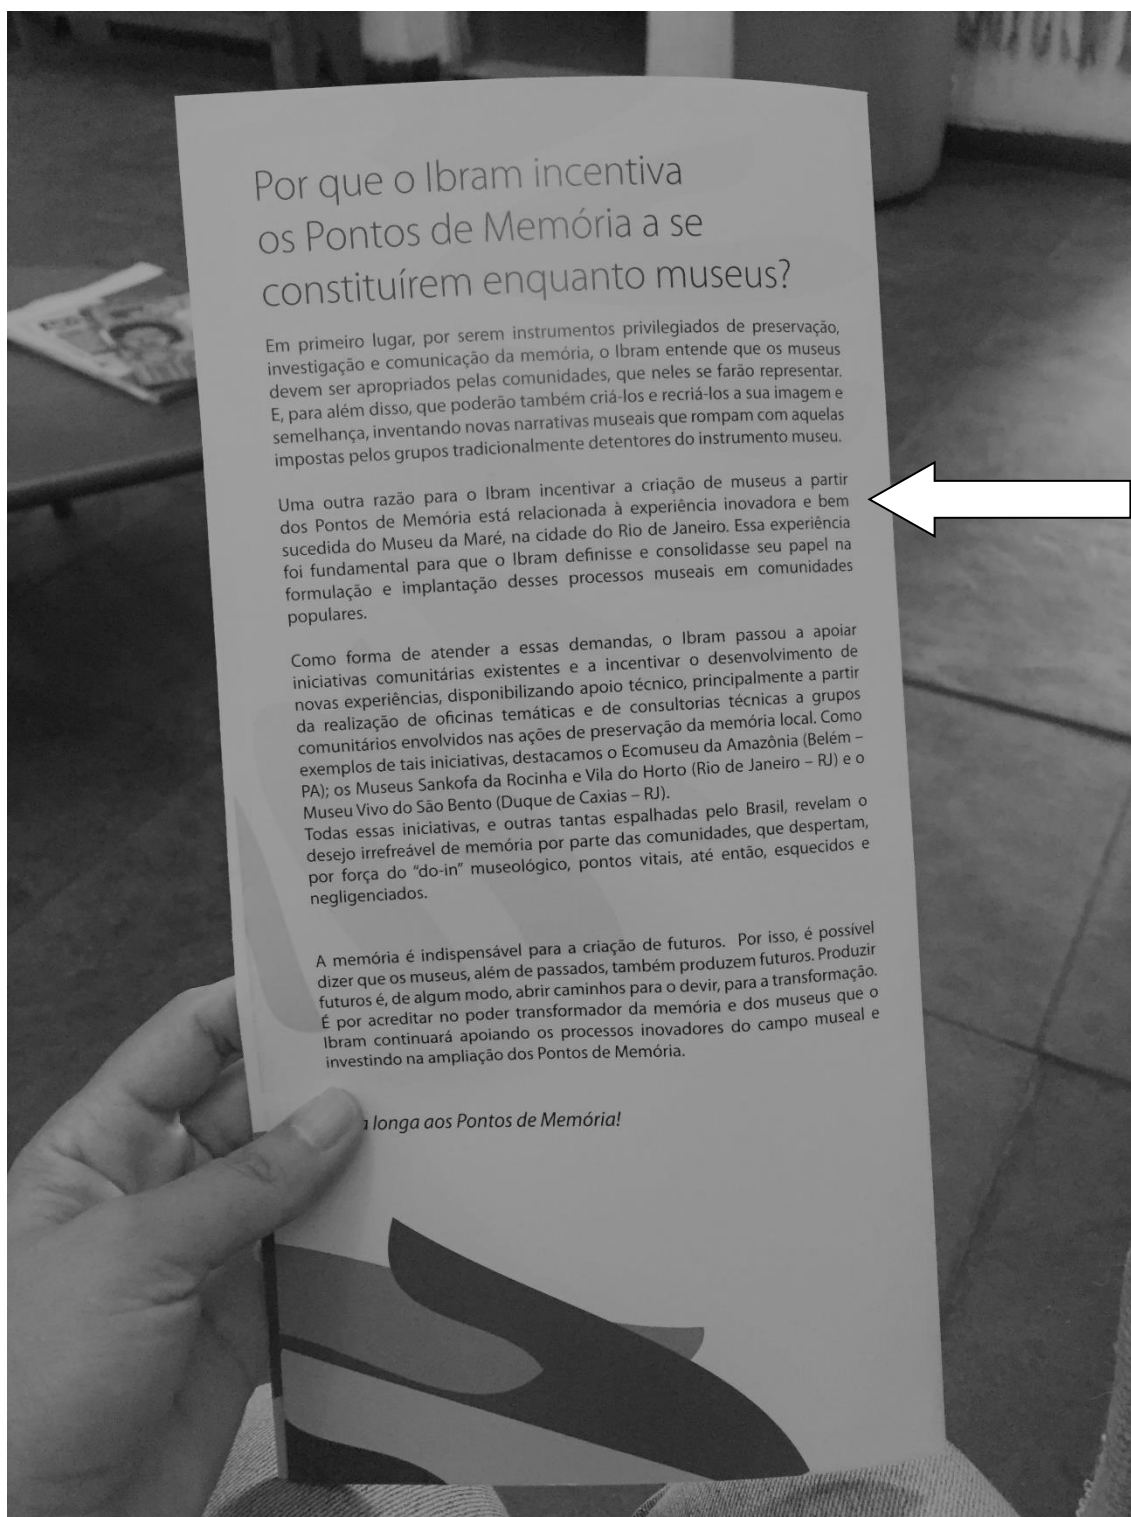 Por que o Ibram incentiva
os Pontos de Memória a se
constituírem enquanto museus?
Em primeiro lugar, por serem instrumentos privilegiados de preservação,
investigação e comunicação da memória, o Ibram entende que os museus
devem ser apropriados pelas comunidades, que neles se farão representar.
E, para além disso, que poderão também criá-los e recriá-los a sua imagem e
semelhança, inventando novas narrativas museais que rompam com aquelas
impostas pelos grupos tradicionalmente detentores do instrumento museu.
Uma outra razão para o Ibram incentivar a criação de museus a partir
dos Pontos de Memória está relacionada à experiência inovadora e bem
sucedida do Museu da Maré, na cidade do Rio de Janeiro. Essa experiência
foi fundamental para que o Ibram definisse e consolidasse seu papel na
formulação e implantação desses processos museais em comunidades
populares.
Como forma de atender a essas demandas, o Ibram passou a apoiar
iniciativas comunitárias existentes e a incentivar o desenvolvimento de
novas experiências, disponibilizando apoio técnico, principalmente a partir
da realização de oficinas temáticas e de consultorias técnicas a grupos
comunitários envolvidos nas ações de preservação da memória local. Como
exemplos de tais iniciativas, destacamos o Ecomuseu da Amazônia (Belém –
PA); os Museus Sankofa da Rocinha e Vila do Horto (Rio de Janeiro – RJ) e o
Museu Vivo do São Bento (Duque de Caxias – RJ).
Todas essas iniciativas, e outras tantas espalhadas pelo Brasil, revelam o
desejo irrefreável de memória por parte das comunidades, que despertam,
por força do “do-in” museológico, pontos vitais, até então, esquecidos e
negligenciados.
A memória é indispensável para a criação de futuros. Por isso, é possível
dizer que os museus, além de passados, também produzem futuros. Produzir
futuros é, de algum modo, abrir caminhos para o devir, para a transformação.
É por acreditar no poder transformador da memória e dos museus que o
Ibram continuará apoiando os processos inovadores do campo museal e
investindo na ampliação dos Pontos de Memória.
longa aos Pontos de Memória!